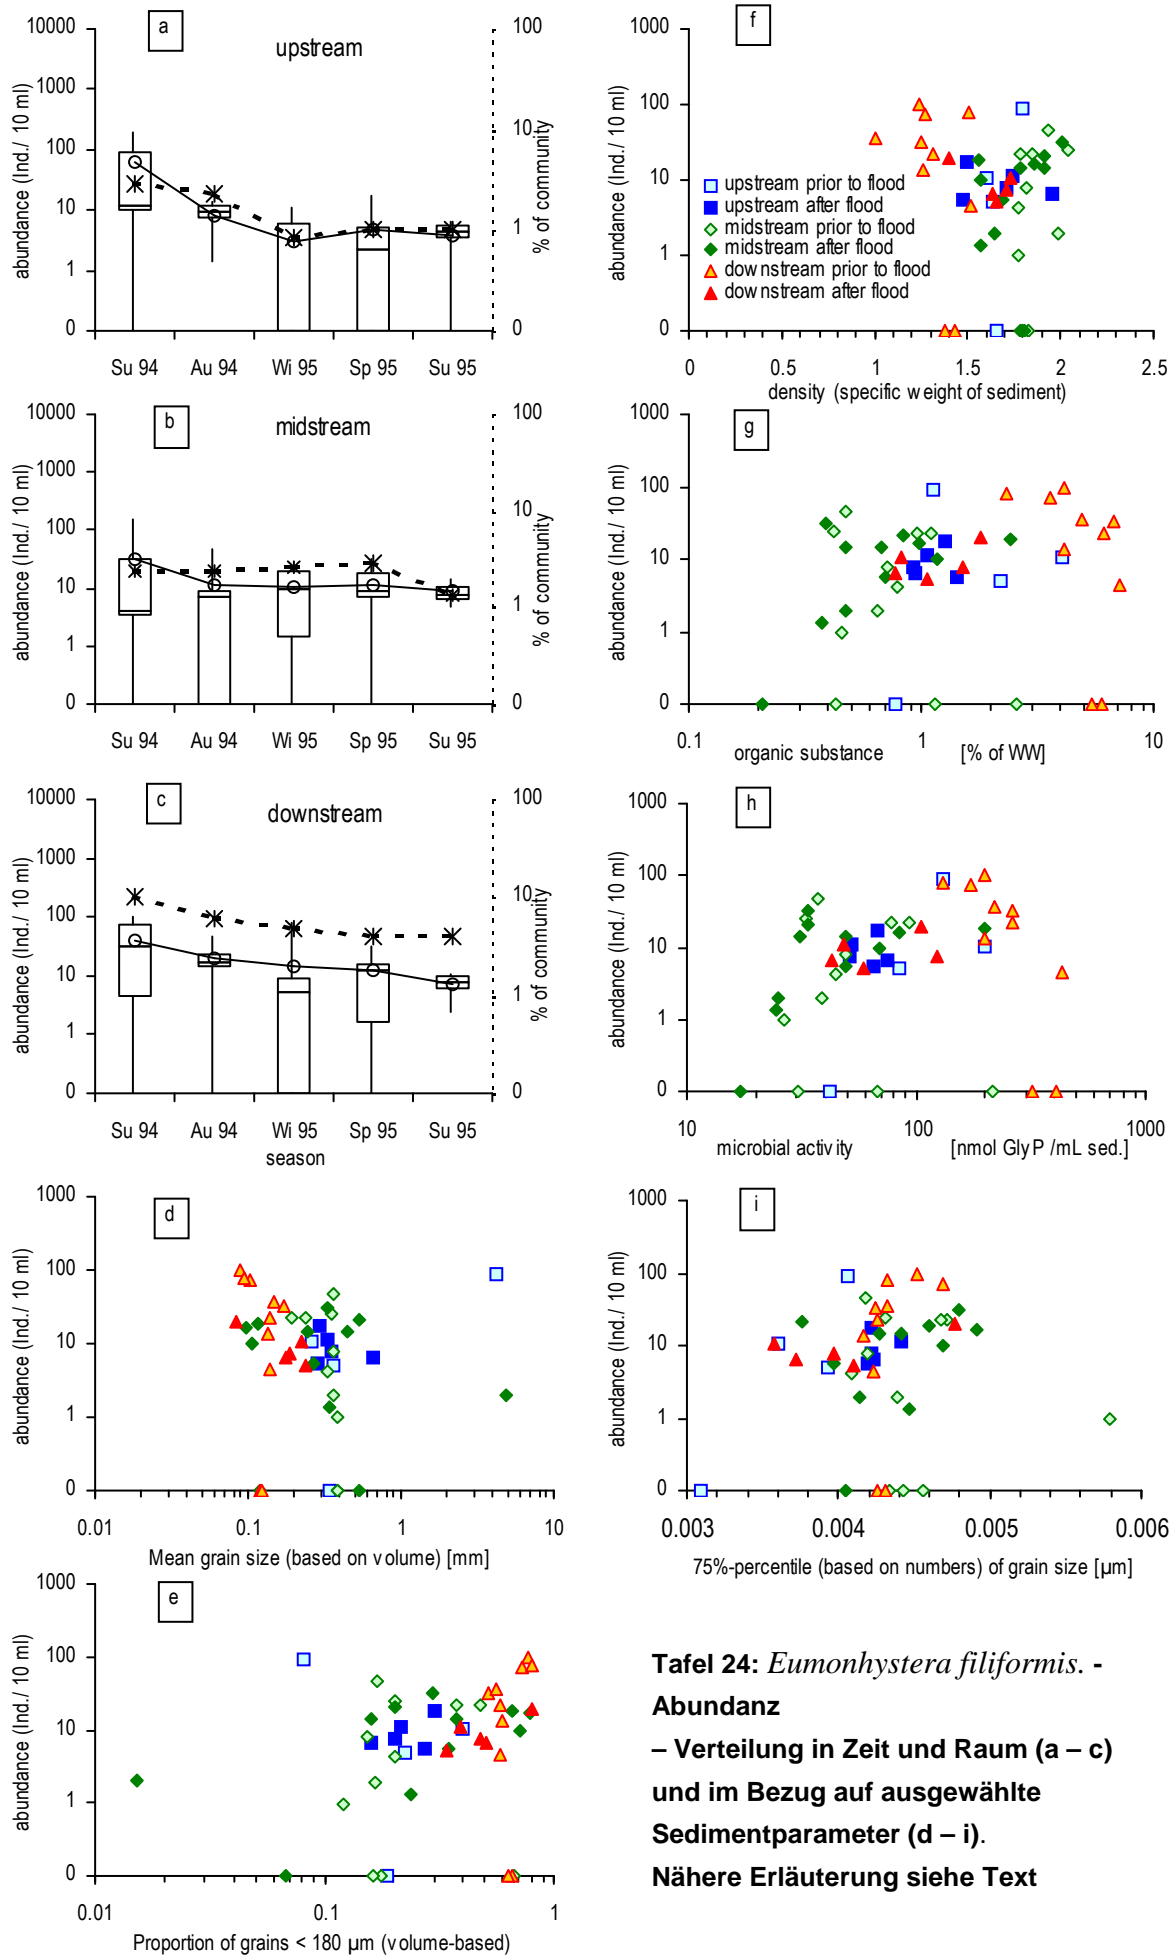 a
upstream
10000
1000
100
10
1
0
abundance (Ind./ 10 ml)
100
10
1
0
% of community
Su 94 Au 94 Wi 95 Sp 95 Su 95
b
midstream
10000
1000
100
10
1
0
abundance (Ind./ 10 ml)
100
10
1
0
% of community
Su 94 Au 94 Wi 95 Sp 95 Su 95
c
downstream
10000
1000
100
10
1
0
abundance (Ind./ 10 ml)
100
10
1
0
% of community
Su 94 Au 94 Wi 95 Sp 95 Su 95
season
d
1000
100
10
1
0
abundance (Ind./ 10 ml)
0.01 0.1 1 10
Mean grain size (based on volume) [mm]
e
1000
100
10
1
0
abundance (Ind./ 10 ml)
0.01 0.1 1
Proportion of grains < 180 µm (volume-based)
f
1000
100
10
1
0
abundance (Ind./ 10 ml)
upstream prior to flood
upstream after flood
midstream prior to flood
midstream after flood
downstream prior to flood
downstream after flood
0 0.5 1 1.5 2 2.5
density (specific weight of sediment)
g
1000
100
10
1
0
abundance (Ind./ 10 ml)
0.1 1 10
organic substance [% of WW]
h
1000
100
10
1
0
abundance (Ind./ 10 ml)
10 100 1000
microbial activity [nmol GlyP /mL sed.]
i
1000
100
10
1
0
abundance (Ind./ 10 ml)
0.003 0.004 0.005 0.006
75%-percentile (based on numbers) of grain size [µm]
Tafel 24: Eumonhystera filiformis. -
Abundanz
– Verteilung in Zeit und Raum (a – c)
und im Bezug auf ausgewählte
Sedimentparameter (d – i).
Nähere Erläuterung siehe Text